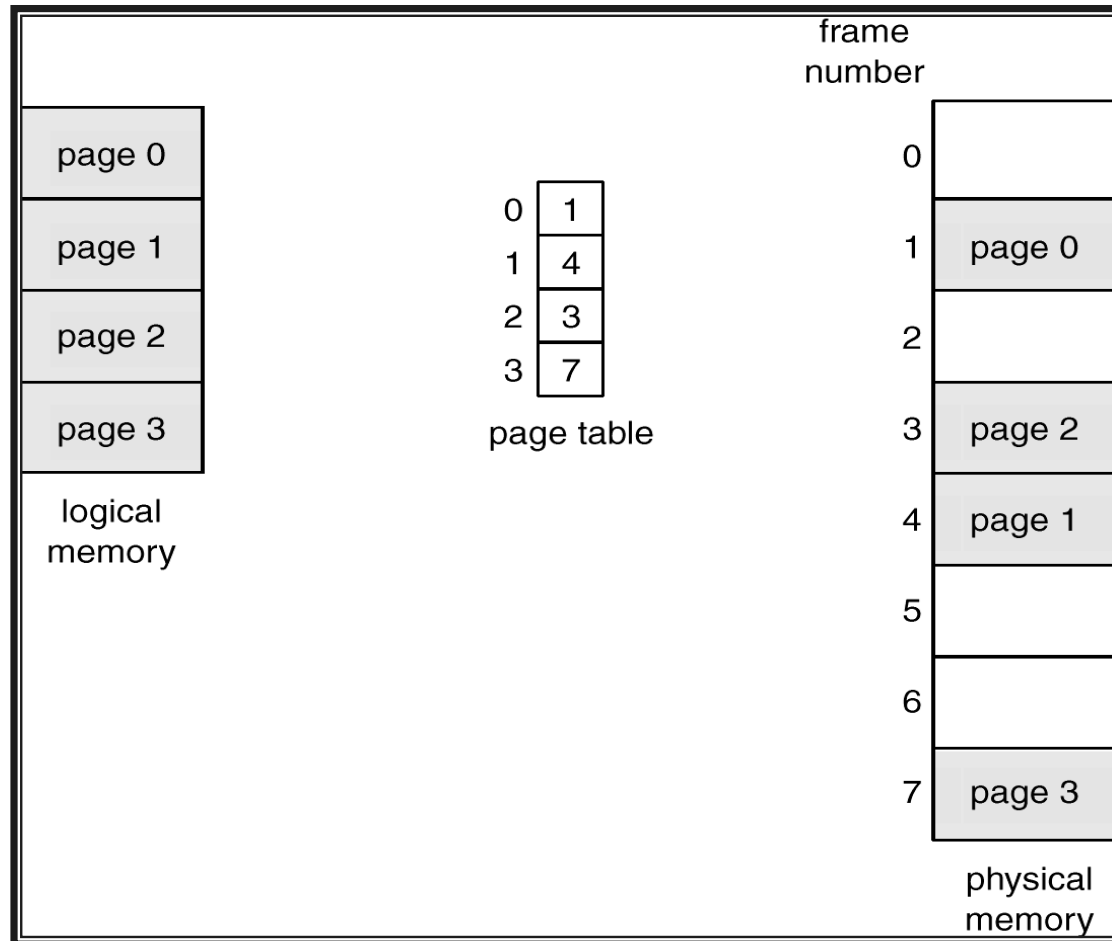 frame
number
page 0
page 1
page 2
page 3
logical
memory
0 1
1 4
2 3
3 7
page table
0
1 page 0
2
3 page 2
4 page 1
5
6
7 page 3
physical
memory